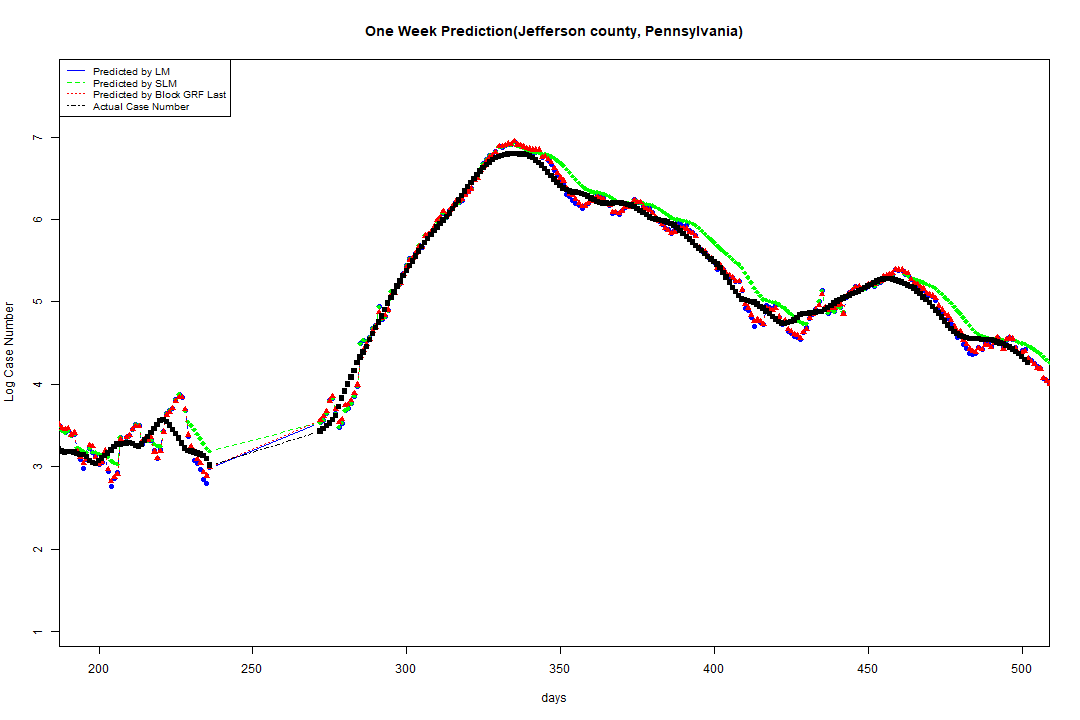 One Week Prediction(Jefferson county, Pennsylvania)
Predicted by LM
Predicted by SLM
Predicted by Block GRF Last
Actual Case Number
Log Case Number
7
6
5
4
3
2
1
200 250 300 350 400 450 500
days